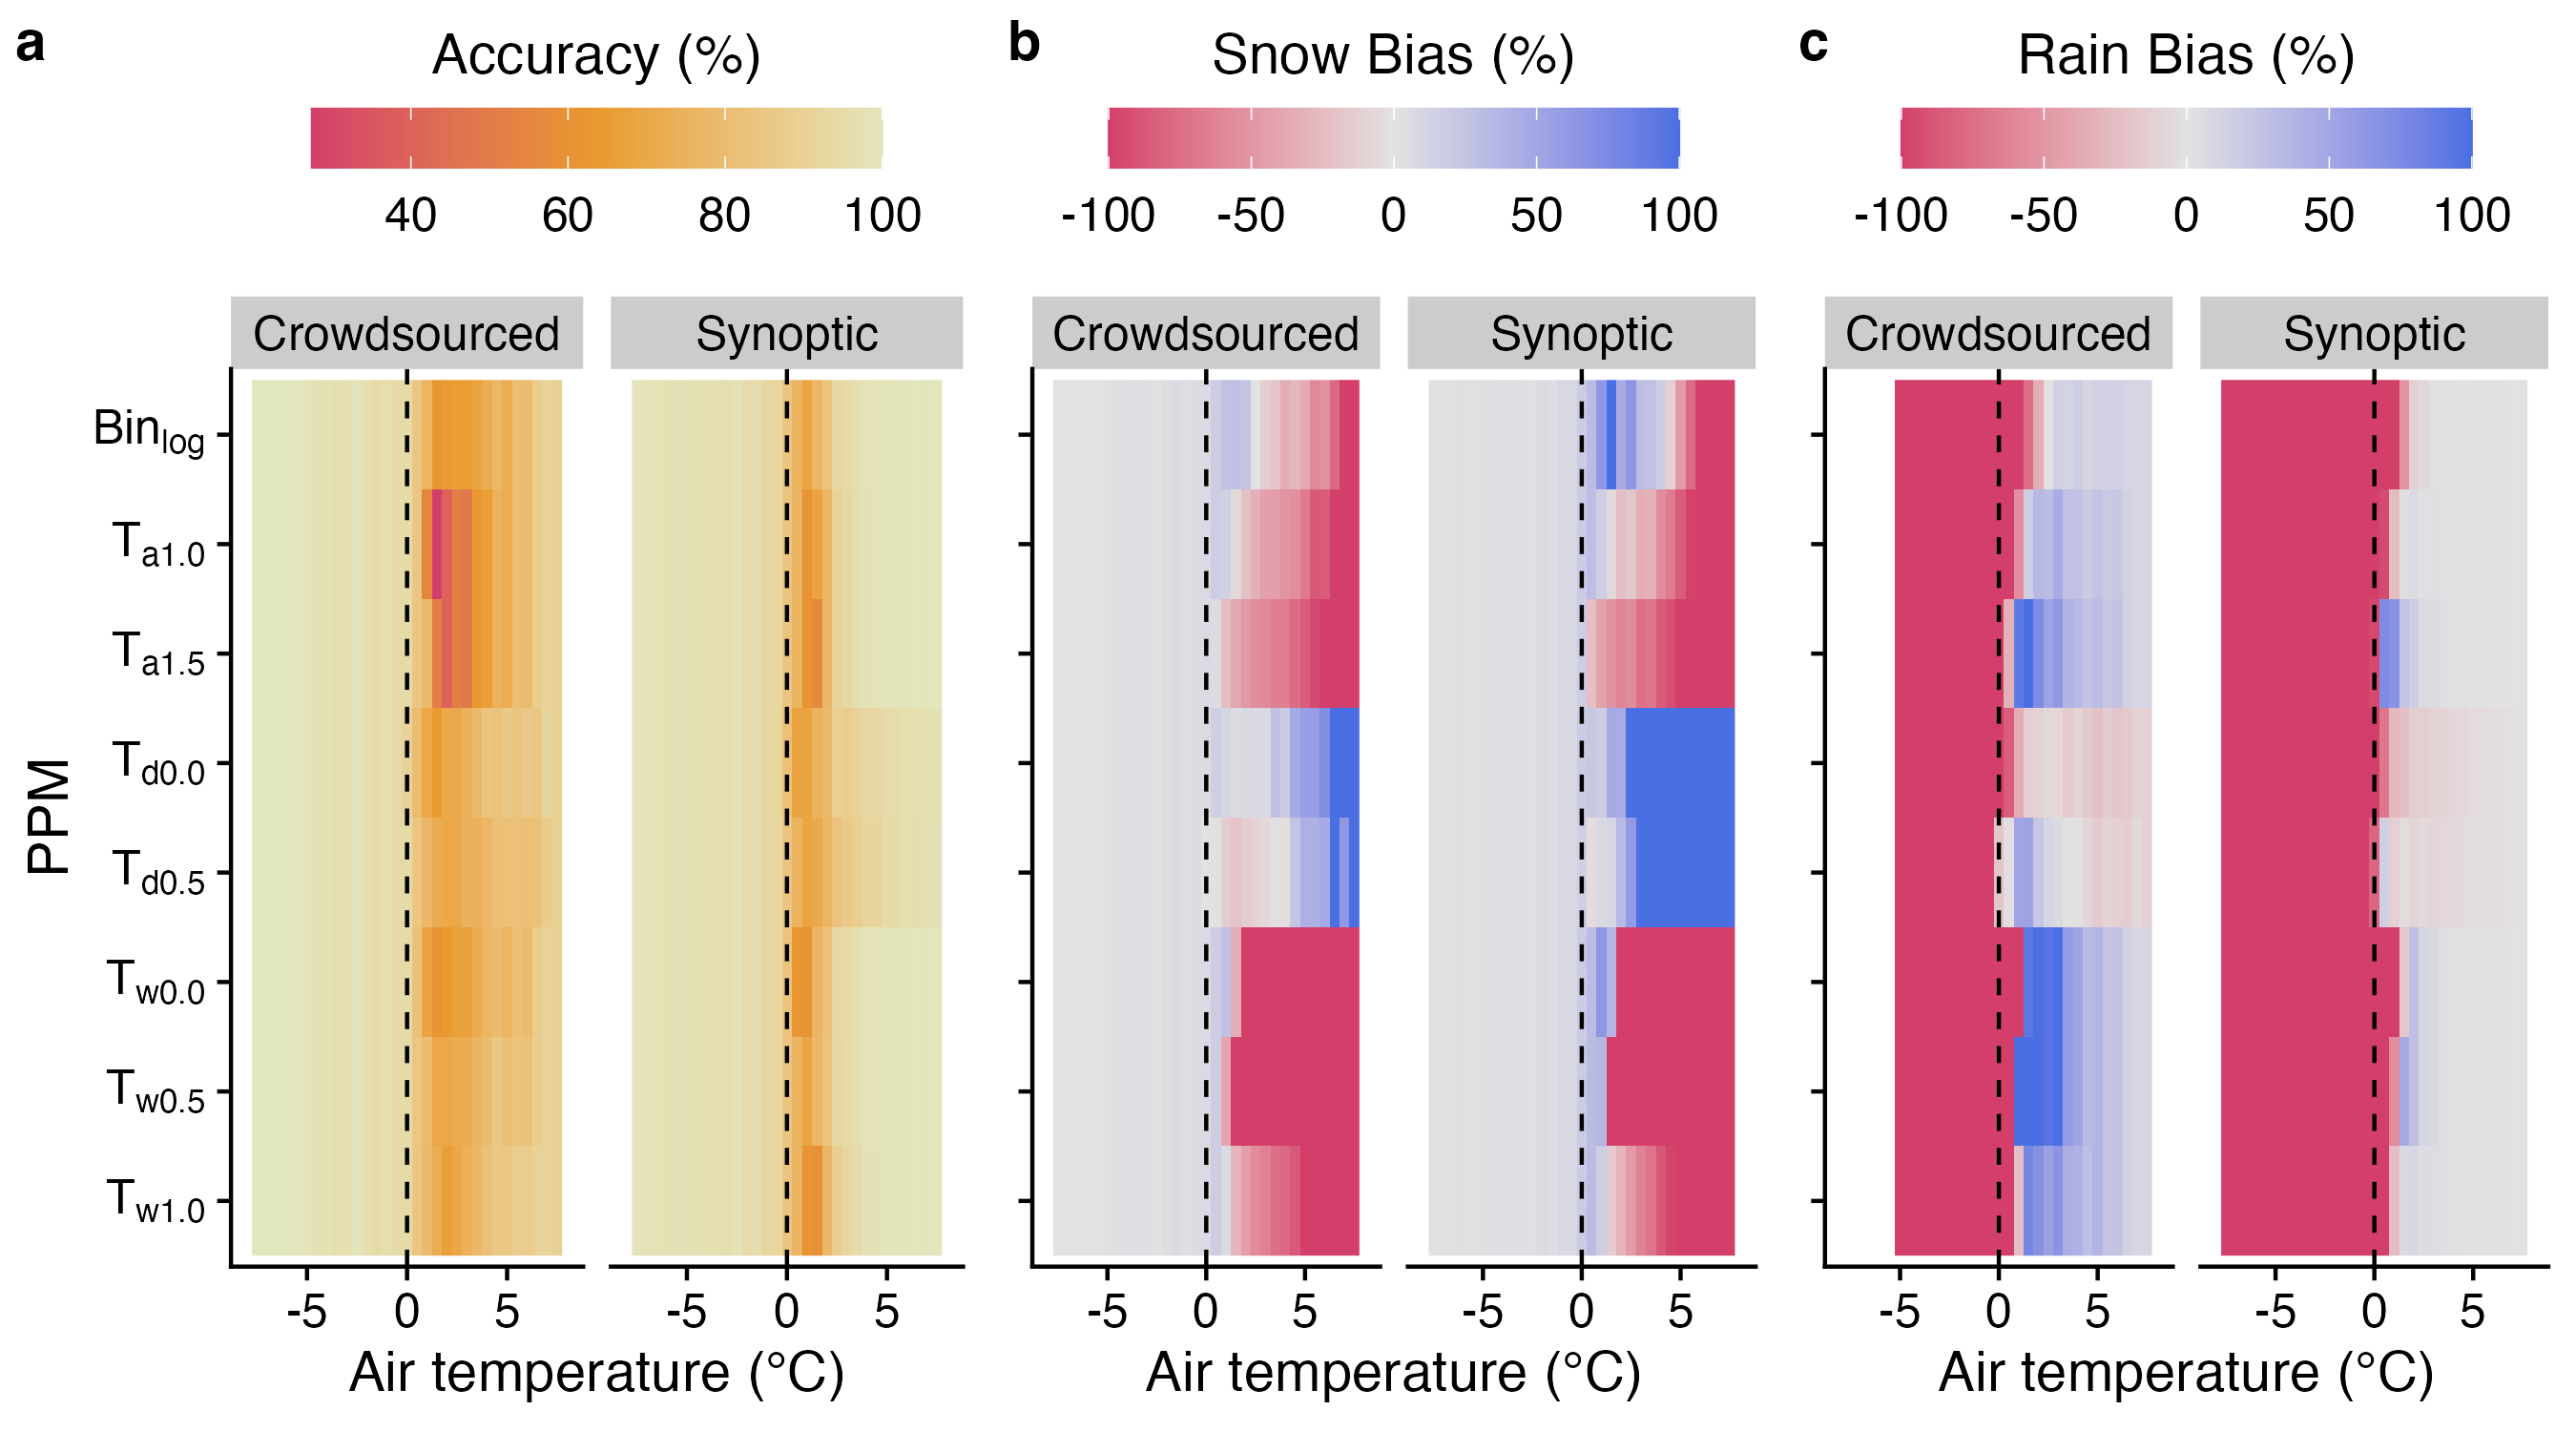 a
Accuracy (%)
40 60 80 100
b
Snow Bias (%)
-100 -50 0 50 100
c
Rain Bias (%)
-100 -50 0 50 100
Crowdsourced Synoptic
Crowdsourced Synoptic
Crowdsourced Synoptic
PPM
Binlog
Ta1.0
Ta1.5
Td0.0
Td0.5
Tw0.0
Tw0.5
Tw1.0
-5 0 5 -5 0 5
-5 0 5 -5 0 5
-5 0 5 -5 0 5
Air temperature (°C)
Air temperature (°C)
Air temperature (°C)